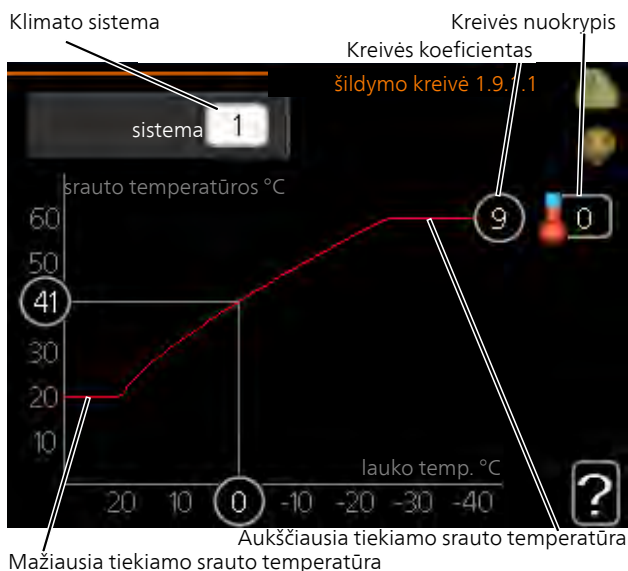 Klimato sistema
Kreivės nuokrypis
Kreivės koeficientas
šildymo kreivė 1.9.1.1
sistema 1
srauto temperatūros °C
60
9
0
50
41
30
20
10
lauko temp. °C
20 10 0 -10 -20 -30 -40
?
Aukščiausia tiekiamo srauto temperatūra
Mažiausia tiekiamo srauto temperatūra